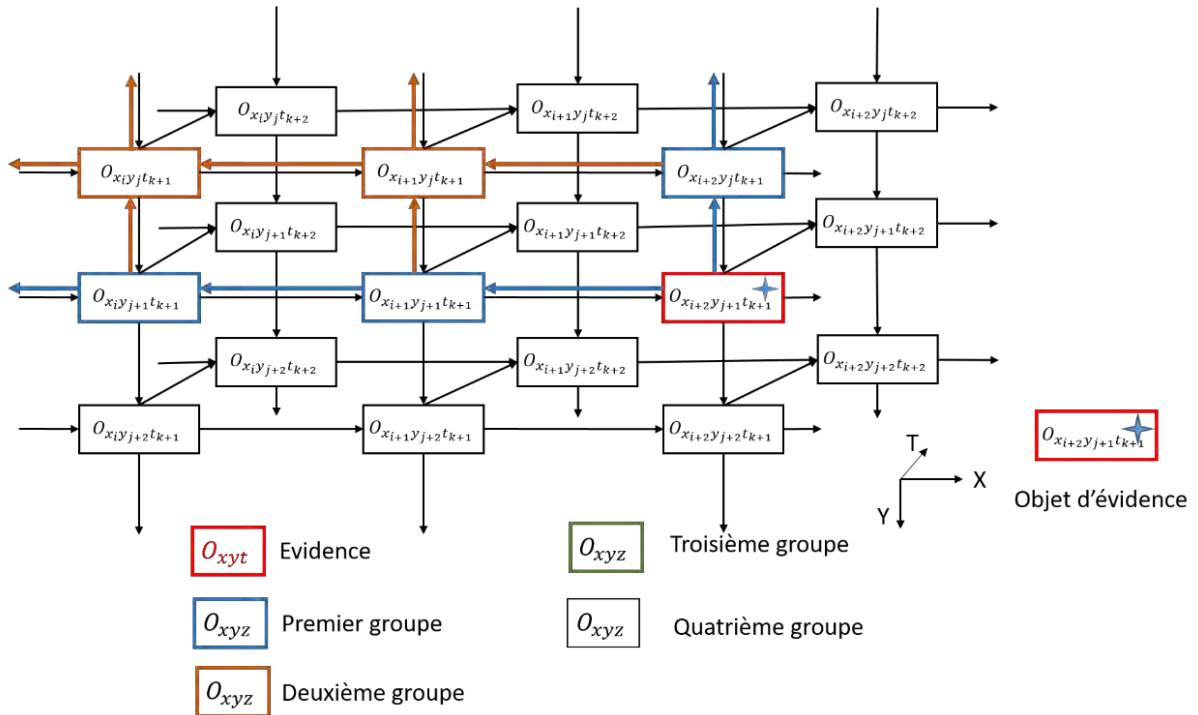 O_{x_i y_j t_{k+2}}
O_{x_{i+1} y_j t_{k+2}}
O_{x_{i+2} y_j t_{k+2}}
O_{x_i y_j t_{k+1}}
O_{x_{i+1} y_j t_{k+1}}
O_{x_{i+2} y_j t_{k+1}}
O_{x_i y_{j+1} t_{k+2}}
O_{x_{i+1} y_{j+1} t_{k+2}}
O_{x_{i+2} y_{j+1} t_{k+2}}
O_{x_i y_{j+1} t_{k+1}}
O_{x_{i+1} y_{j+1} t_{k+1}}
O_{x_{i+2} y_{j+1} t_{k+1}}
O_{x_i y_{j+2} t_{k+2}}
O_{x_{i+1} y_{j+2} t_{k+2}}
O_{x_{i+2} y_{j+2} t_{k+2}}
O_{x_i y_{j+2} t_{k+1}}
O_{x_{i+1} y_{j+2} t_{k+1}}
O_{x_{i+2} y_{j+2} t_{k+1}}
T
X
Y
O_{x_{i+2} y_{j+1} t_{k+1}}
Objet d'évidence
O_{xyt} Evidence
O_{xyz} Premier groupe
O_{xyz} Deuxième groupe
O_{xyz} Troisième groupe
O_{xyz} Quatrième groupe